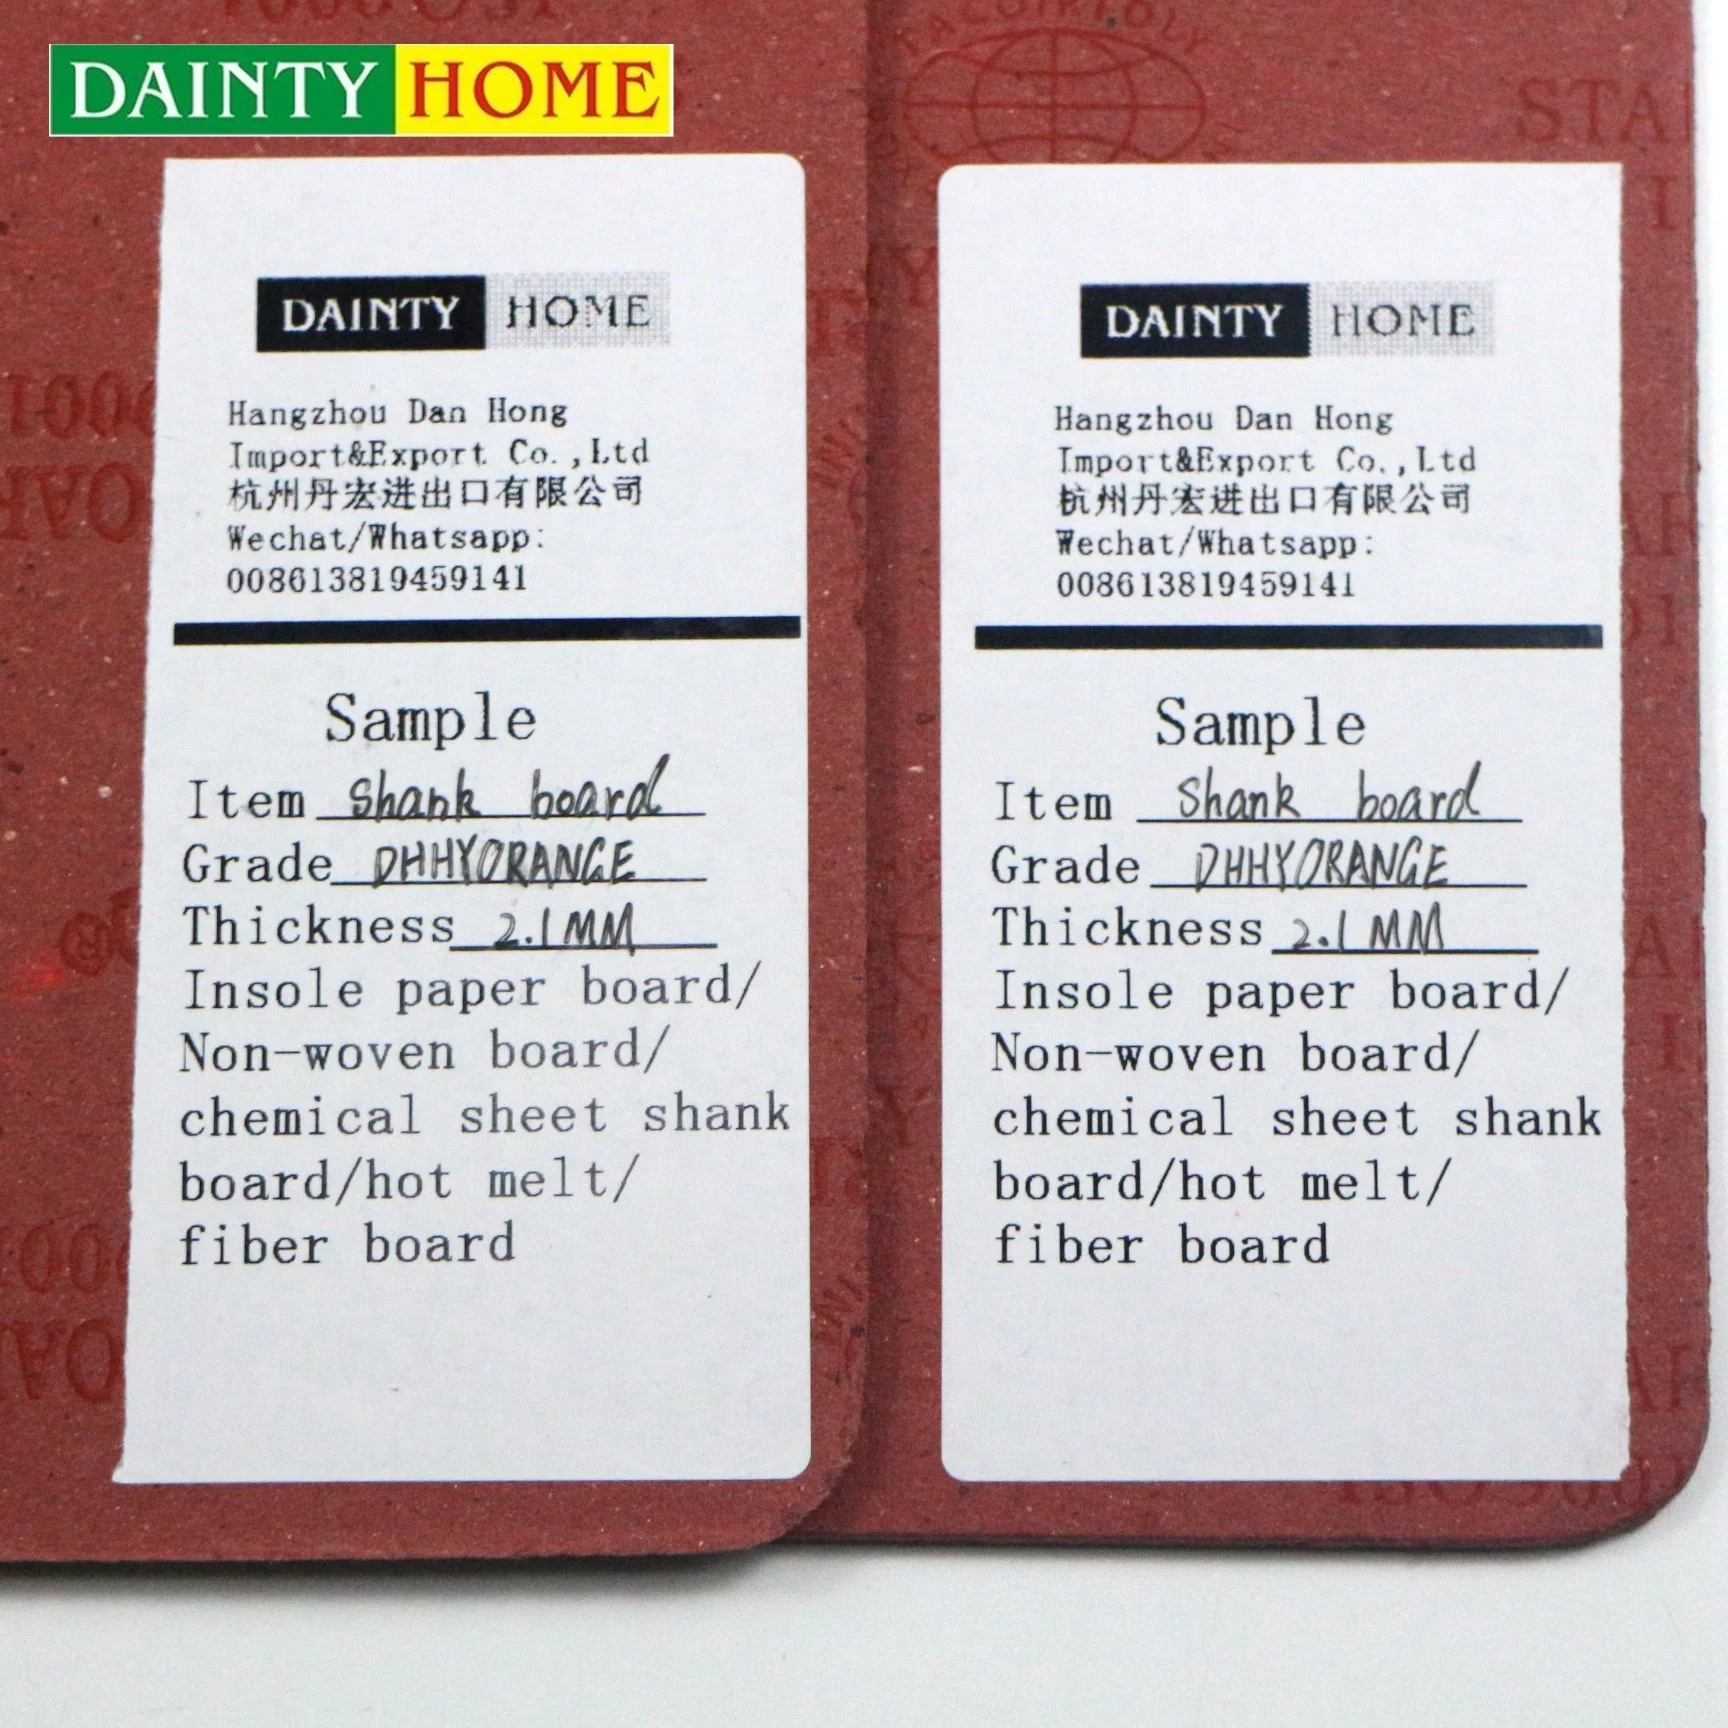 DAINTY HOME
DAINTY HOME
Hangzhou Dan Hong
Import&Export Co.,Ltd
杭州丹宏进出口有限公司
Wechat/Whatsapp:
008613819459141
Sample
Item shank board
Grade DHHYORANGE
Thickness 2.1MM
Insole paper board/
Non-woven board/
chemical sheet shank
board/hot melt/
fiber board
DAINTY HOME
Hangzhou Dan Hong
Import&Export Co.,Ltd
杭州丹宏进出口有限公司
Wechat/Whatsapp:
008613819459141
Sample
Item shank board
Grade DHHYORANGE
Thickness 2.1MM
Insole paper board/
Non-woven board/
chemical sheet shank
board/hot melt/
fiber board